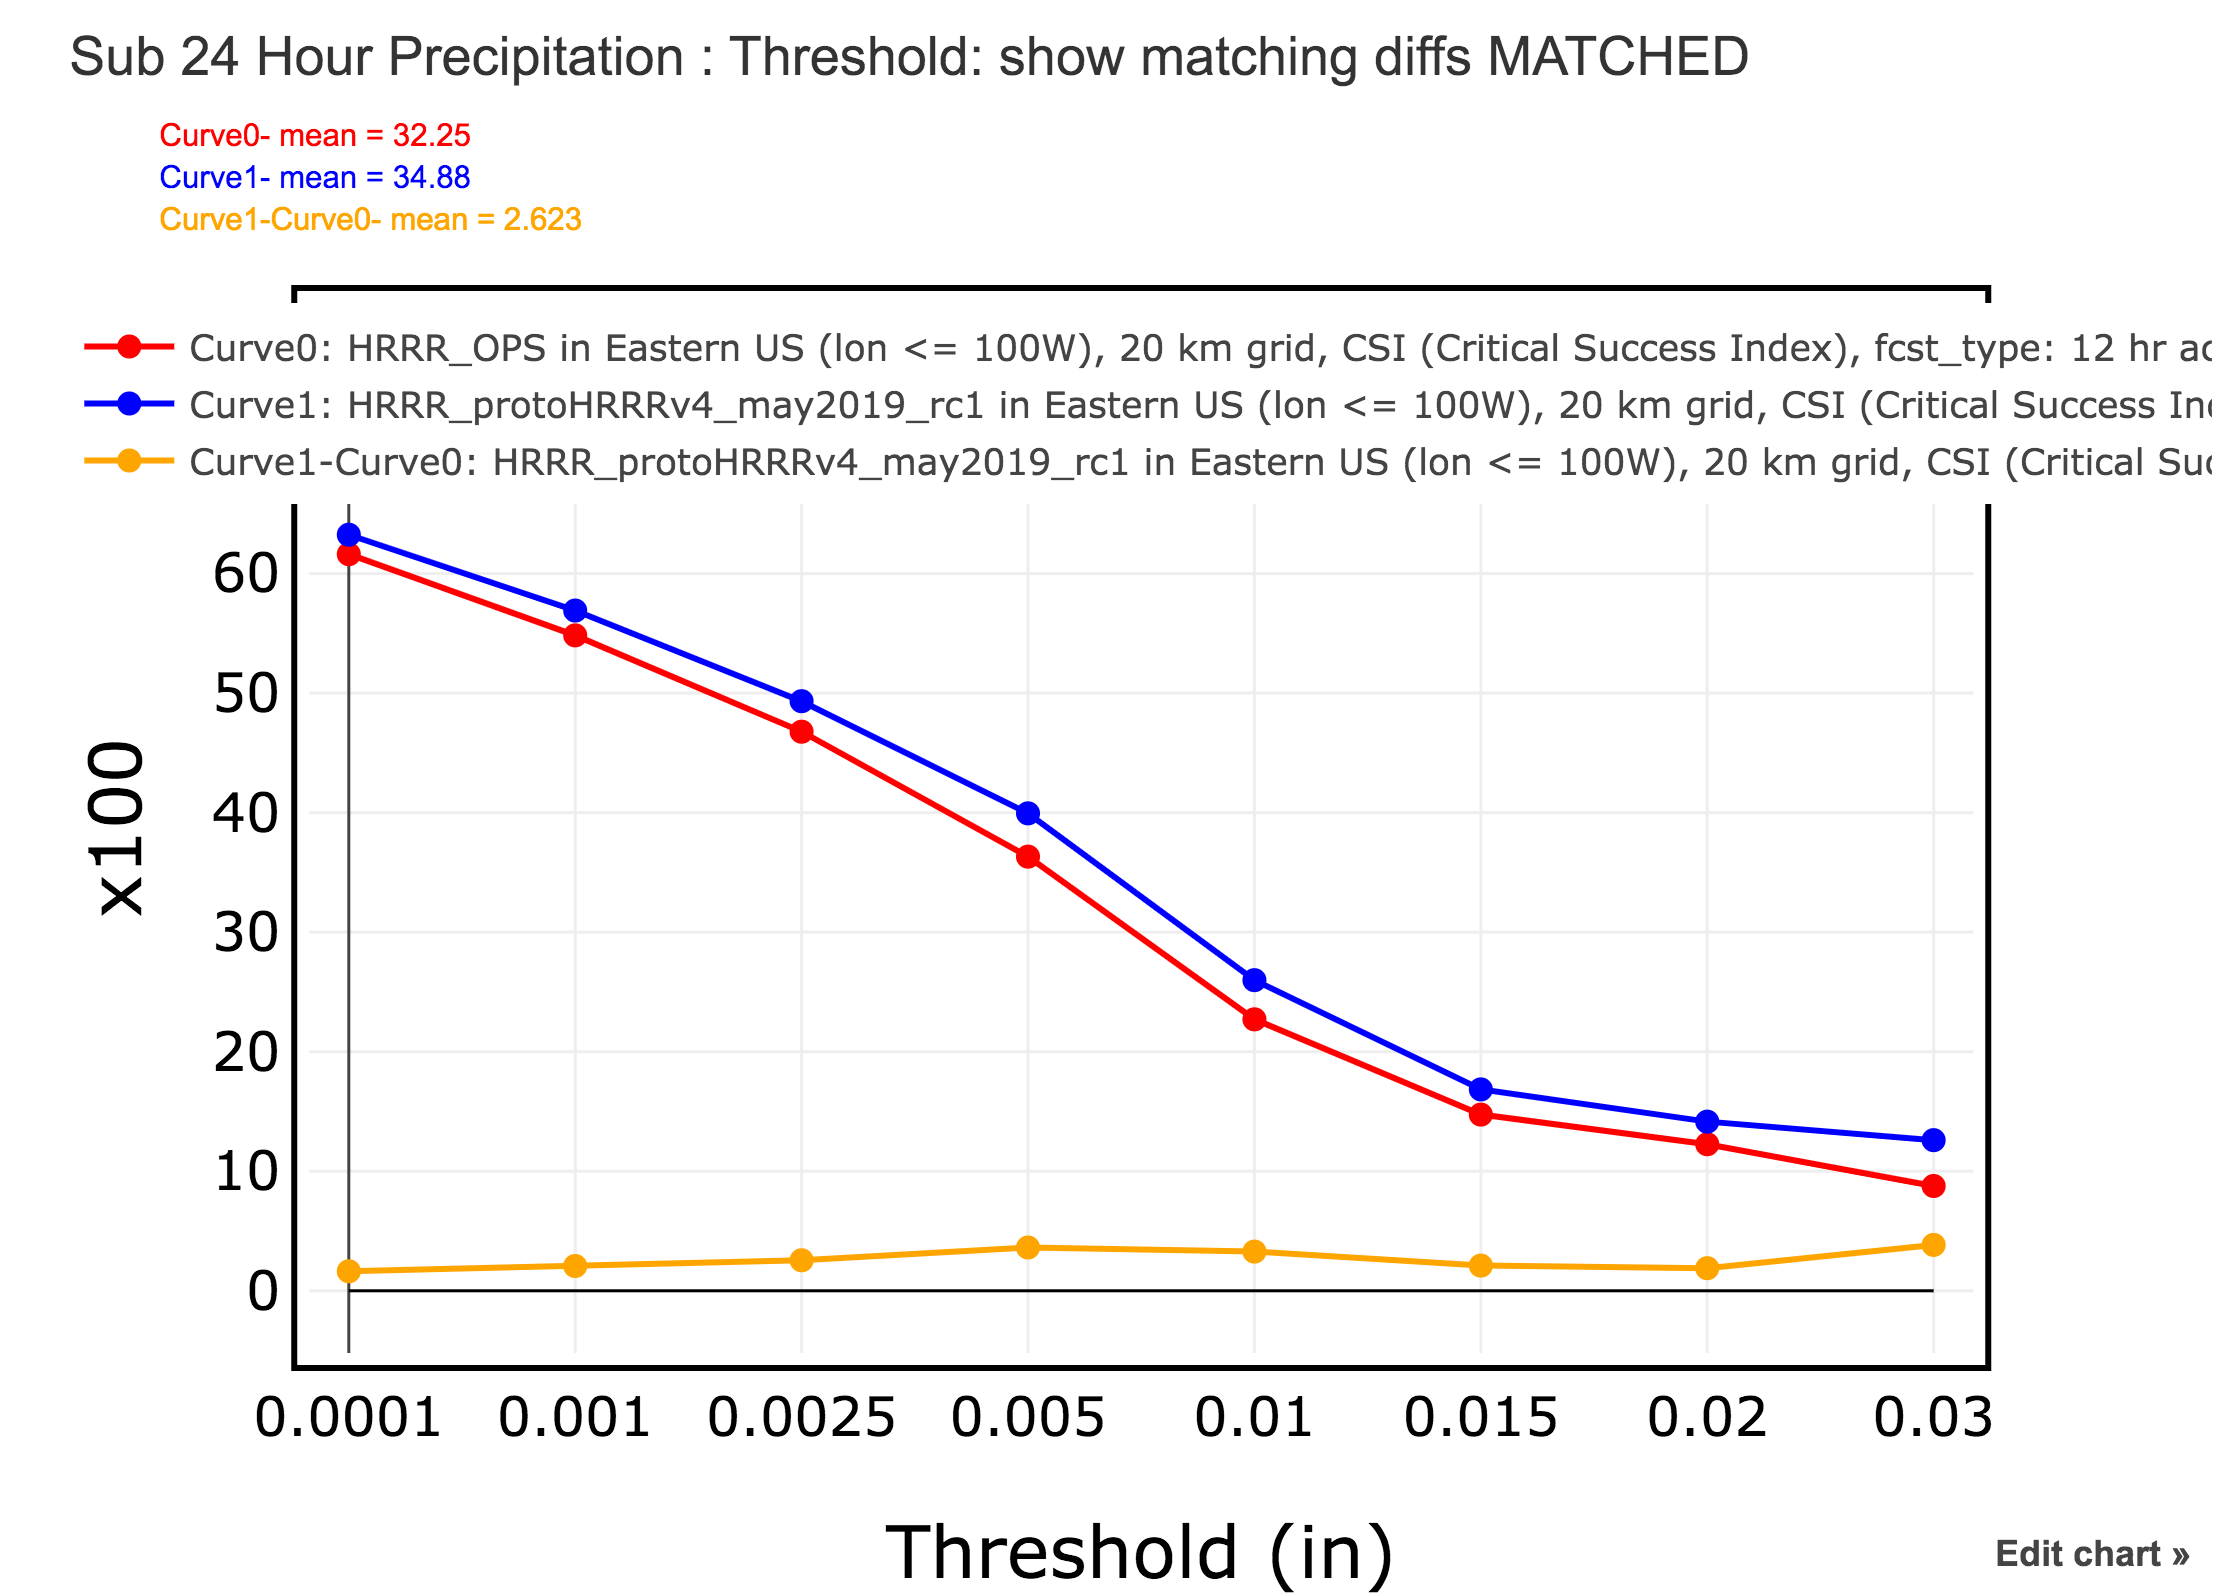 Sub 24 Hour Precipitation : Threshold: show matching diffs MATCHED
Curve0- mean = 32.25
Curve1- mean = 34.88
Curve1-Curve0- mean = 2.623
Curve0: HRRR_OPS in Eastern US (lon <= 100W), 20 km grid, CSI (Critical Success Index), fcst_type: 12 hr
Curve1: HRRR_protoHRRRv4_may2019_rc1 in Eastern US (lon <= 100W), 20 km grid, CSI (Critical Success
Curve1-Curve0: HRRR_protoHRRRv4_may2019_rc1 in Eastern US (lon <= 100W), 20 km grid, CSI (Critical
60
50
40
30
20
10
0
x100
0.0001 0.001 0.0025 0.005 0.01 0.015 0.02 0.03
Threshold (in)
Edit chart »